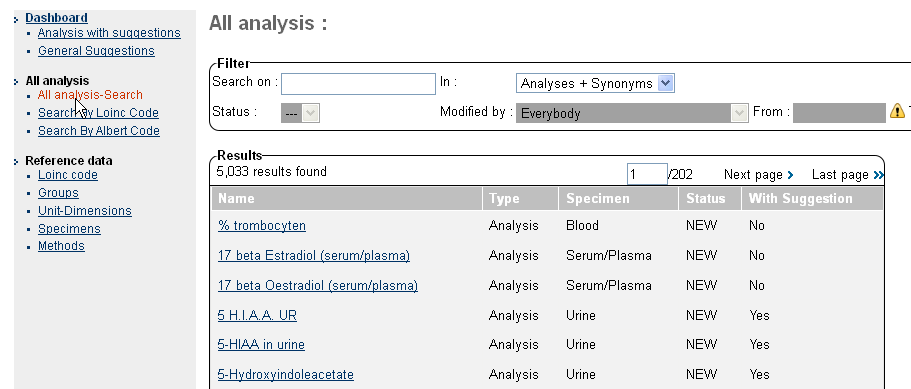 Dashboard
Analysis with suggestions
General Suggestions
All analysis
All analysis-Search
Search By Loinc Code
Search By Albert Code
Reference data
Loinc code
Groups
Unit-Dimensions
Specimens
Methods
All analysis :
Filter
Search on : In : Analyses + Synonyms
Status : --- Modified by : Everybody From :
Results
5,033 results found 1 /202 Next page Last page
Name Type Specimen Status With Suggestion
% trombocyten Analysis Blood NEW No
17 beta Estradiol (serum/plasma) Analysis Serum/Plasma NEW No
17 beta Oestradiol (serum/plasma) Analysis Serum/Plasma NEW No
5 H.I.A.A. UR Analysis Urine NEW Yes
5-HIAA in urine Analysis Urine NEW Yes
5-Hydroxyindoleacetate Analysis Urine NEW Yes